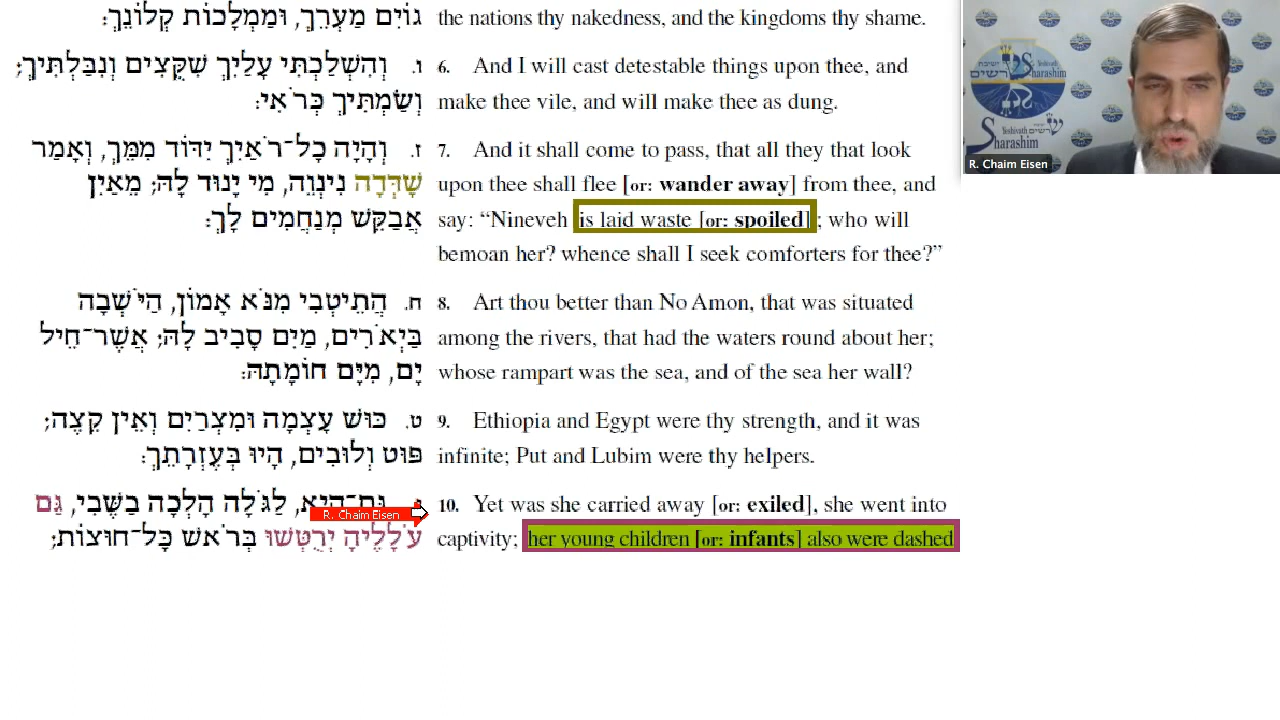 גוֹיִם מַעְרֵךְ, וּמַמְלָכוֹת קְלוֹנֵךְ׃
the nations thy nakedness, and the kingdoms thy shame.
ו. וְהִשְׁלַכְתִּי עָלַיִךְ שִׁקֻּצִים וְנִבַּלְתִּיךְ;
וְשַׂמְתִּיךְ כְּרֹאִי׃
6. And I will cast detestable things upon thee, and
make thee vile, and will make thee as dung.
ז. וְהָיָה כָל־רֹאַיִךְ יִדּוֹד מִמֵּךְ, וְאָמַר
שָׁדְּדָה נִינְוֵה, מִי יָנוּד לָהּ; מֵאַיִן
אֲבַקֵּשׁ מְנַחֲמִים לָךְ׃
7. And it shall come to pass, that all they that look
upon thee shall flee [or: wander away] from thee, and
say: “Nineveh is laid waste [or: spoiled]; who will
bemoan her? whence shall I seek comforters for thee?”
ח. הֲתֵיטְבִי מִנֹּא אָמוֹן, הַיֹּשְׁבָה
בַּיְאֹרִים, מַיִם סָבִיב לָהּ; אֲשֶׁר־חֵיל
יָם, מִיָּם חוֹמָתָהּ׃
8. Art thou better than No Amon, that was situated
among the rivers, that had the waters round about her;
whose rampart was the sea, and of the sea her wall?
ט. כּוּשׁ עָצְמָה וּמִצְרַיִם וְאֵין קֵצֶה;
פּוּט וְלוּבִים, הָיוּ בְּעֶזְרָתֵךְ׃
9. Ethiopia and Egypt were thy strength, and it was
infinite; Put and Lubim were thy helpers.
גַּם־הִיא, לַגֹּלָה הָלְכָה בַשֶּׁבִי, גַּם
עֹלָלֶיהָ יְרֻטְּשׁוּ בְּרֹאשׁ כָּל־חוּצוֹת;
10. Yet was she carried away [or: exiled], she went into
captivity; her young children [or: infants] also were dashed
R. Chaim Eisen
R. Chaim Eisen
Yeshivath
Sharashim
ישיבת
שרשים
Sharashim